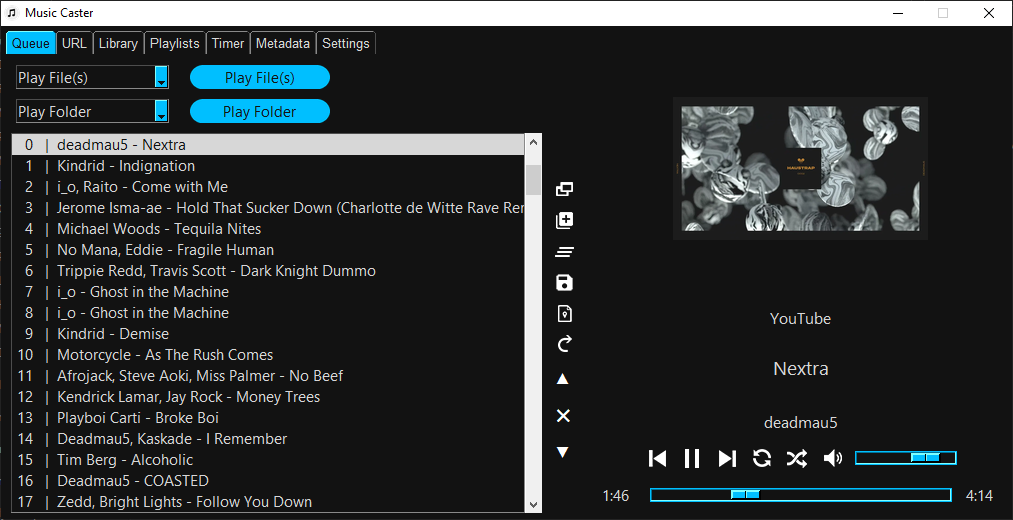 Music Caster
Queue URL Library Playlists Timer Metadata Settings
Play File(s) Play File(s)
Play Folder Play Folder
0 | deadmau5 - Nextra
1 | Kindrid - Indignation
2 | i_o, Raito - Come with Me
3 | Jerome Isma-ae - Hold That Sucker Down (Charlotte de Witte Rave Rer
4 | Michael Woods - Tequila Nites
5 | No Mana, Eddie - Fragile Human
6 | Trippie Redd, Travis Scott - Dark Knight Dummo
7 | i_o - Ghost in the Machine
8 | i_o - Ghost in the Machine
9 | Kindrid - Demise
10 | Motorcycle - As The Rush Comes
11 | Afrojack, Steve Aoki, Miss Palmer - No Beef
12 | Kendrick Lamar, Jay Rock - Money Trees
13 | Playboi Carti - Broke Boi
14 | Deadmau5, Kaskade - I Remember
15 | Tim Berg - Alcoholic
16 | Deadmau5 - COASTED
17 | Zedd, Bright Lights - Follow You Down
MAUSTRAP
YouTube
Nextra
deadmau5
1:46 4:14